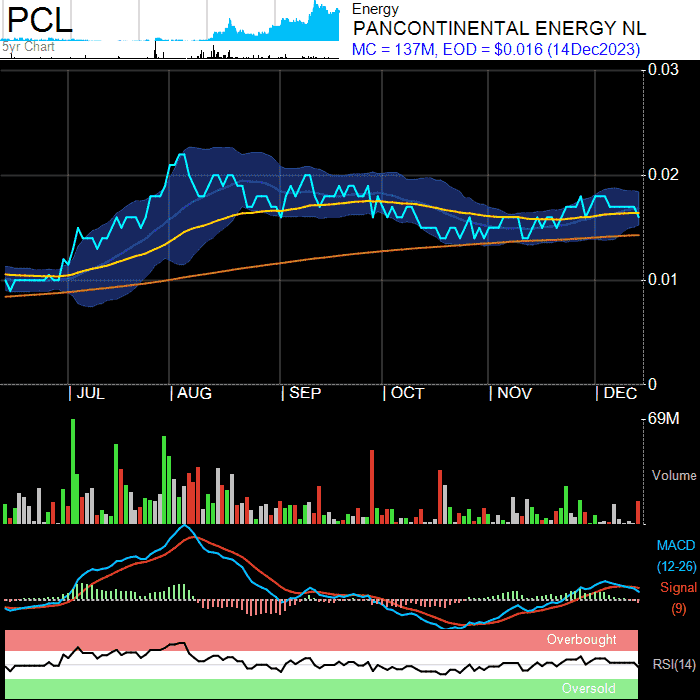 PCL
5yr Chart
Energy
PANCONTINENTAL ENERGY NL
MC = 137M, EOD = $0.016 (14Dec2023)
0.03
0.02
0.01
0
JUL AUG SEP OCT NOV DEC
69M
Volume
MACD
(12-26)
Signal
(9)
Overbought
RSI(14)
Oversold